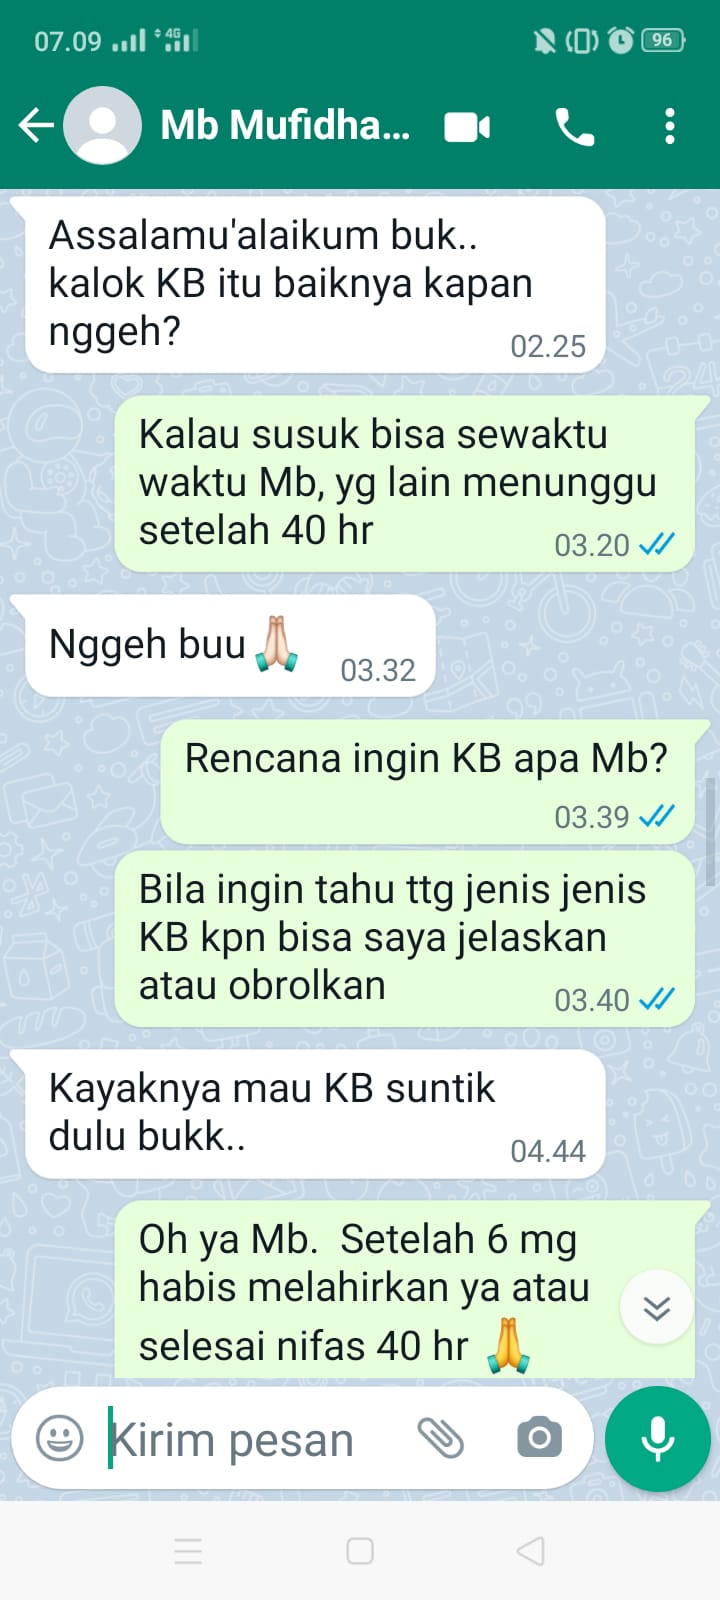 07.09 4G 96
Mb Mufidha...
Assalamu'alaikum buk..
kalok KB itu baiknya kapan
nggeh?
02.25
Kalau susuk bisa sewaktu
waktu Mb, yg lain menunggu
setelah 40 hr
03.20
Nggeh buu🙏🏻
03.32
Rencana ingin KB apa Mb?
03.39
Bila ingin tahu ttg jenis jenis
KB kpn bisa saya jelaskan
atau obrolkan
03.40
Kayaknya mau KB suntik
dulu bukk..
04.44
Oh ya Mb.  Setelah 6 mg
habis melahirkan ya atau
selesai nifas 40 hr 🙏
Kirim pesan